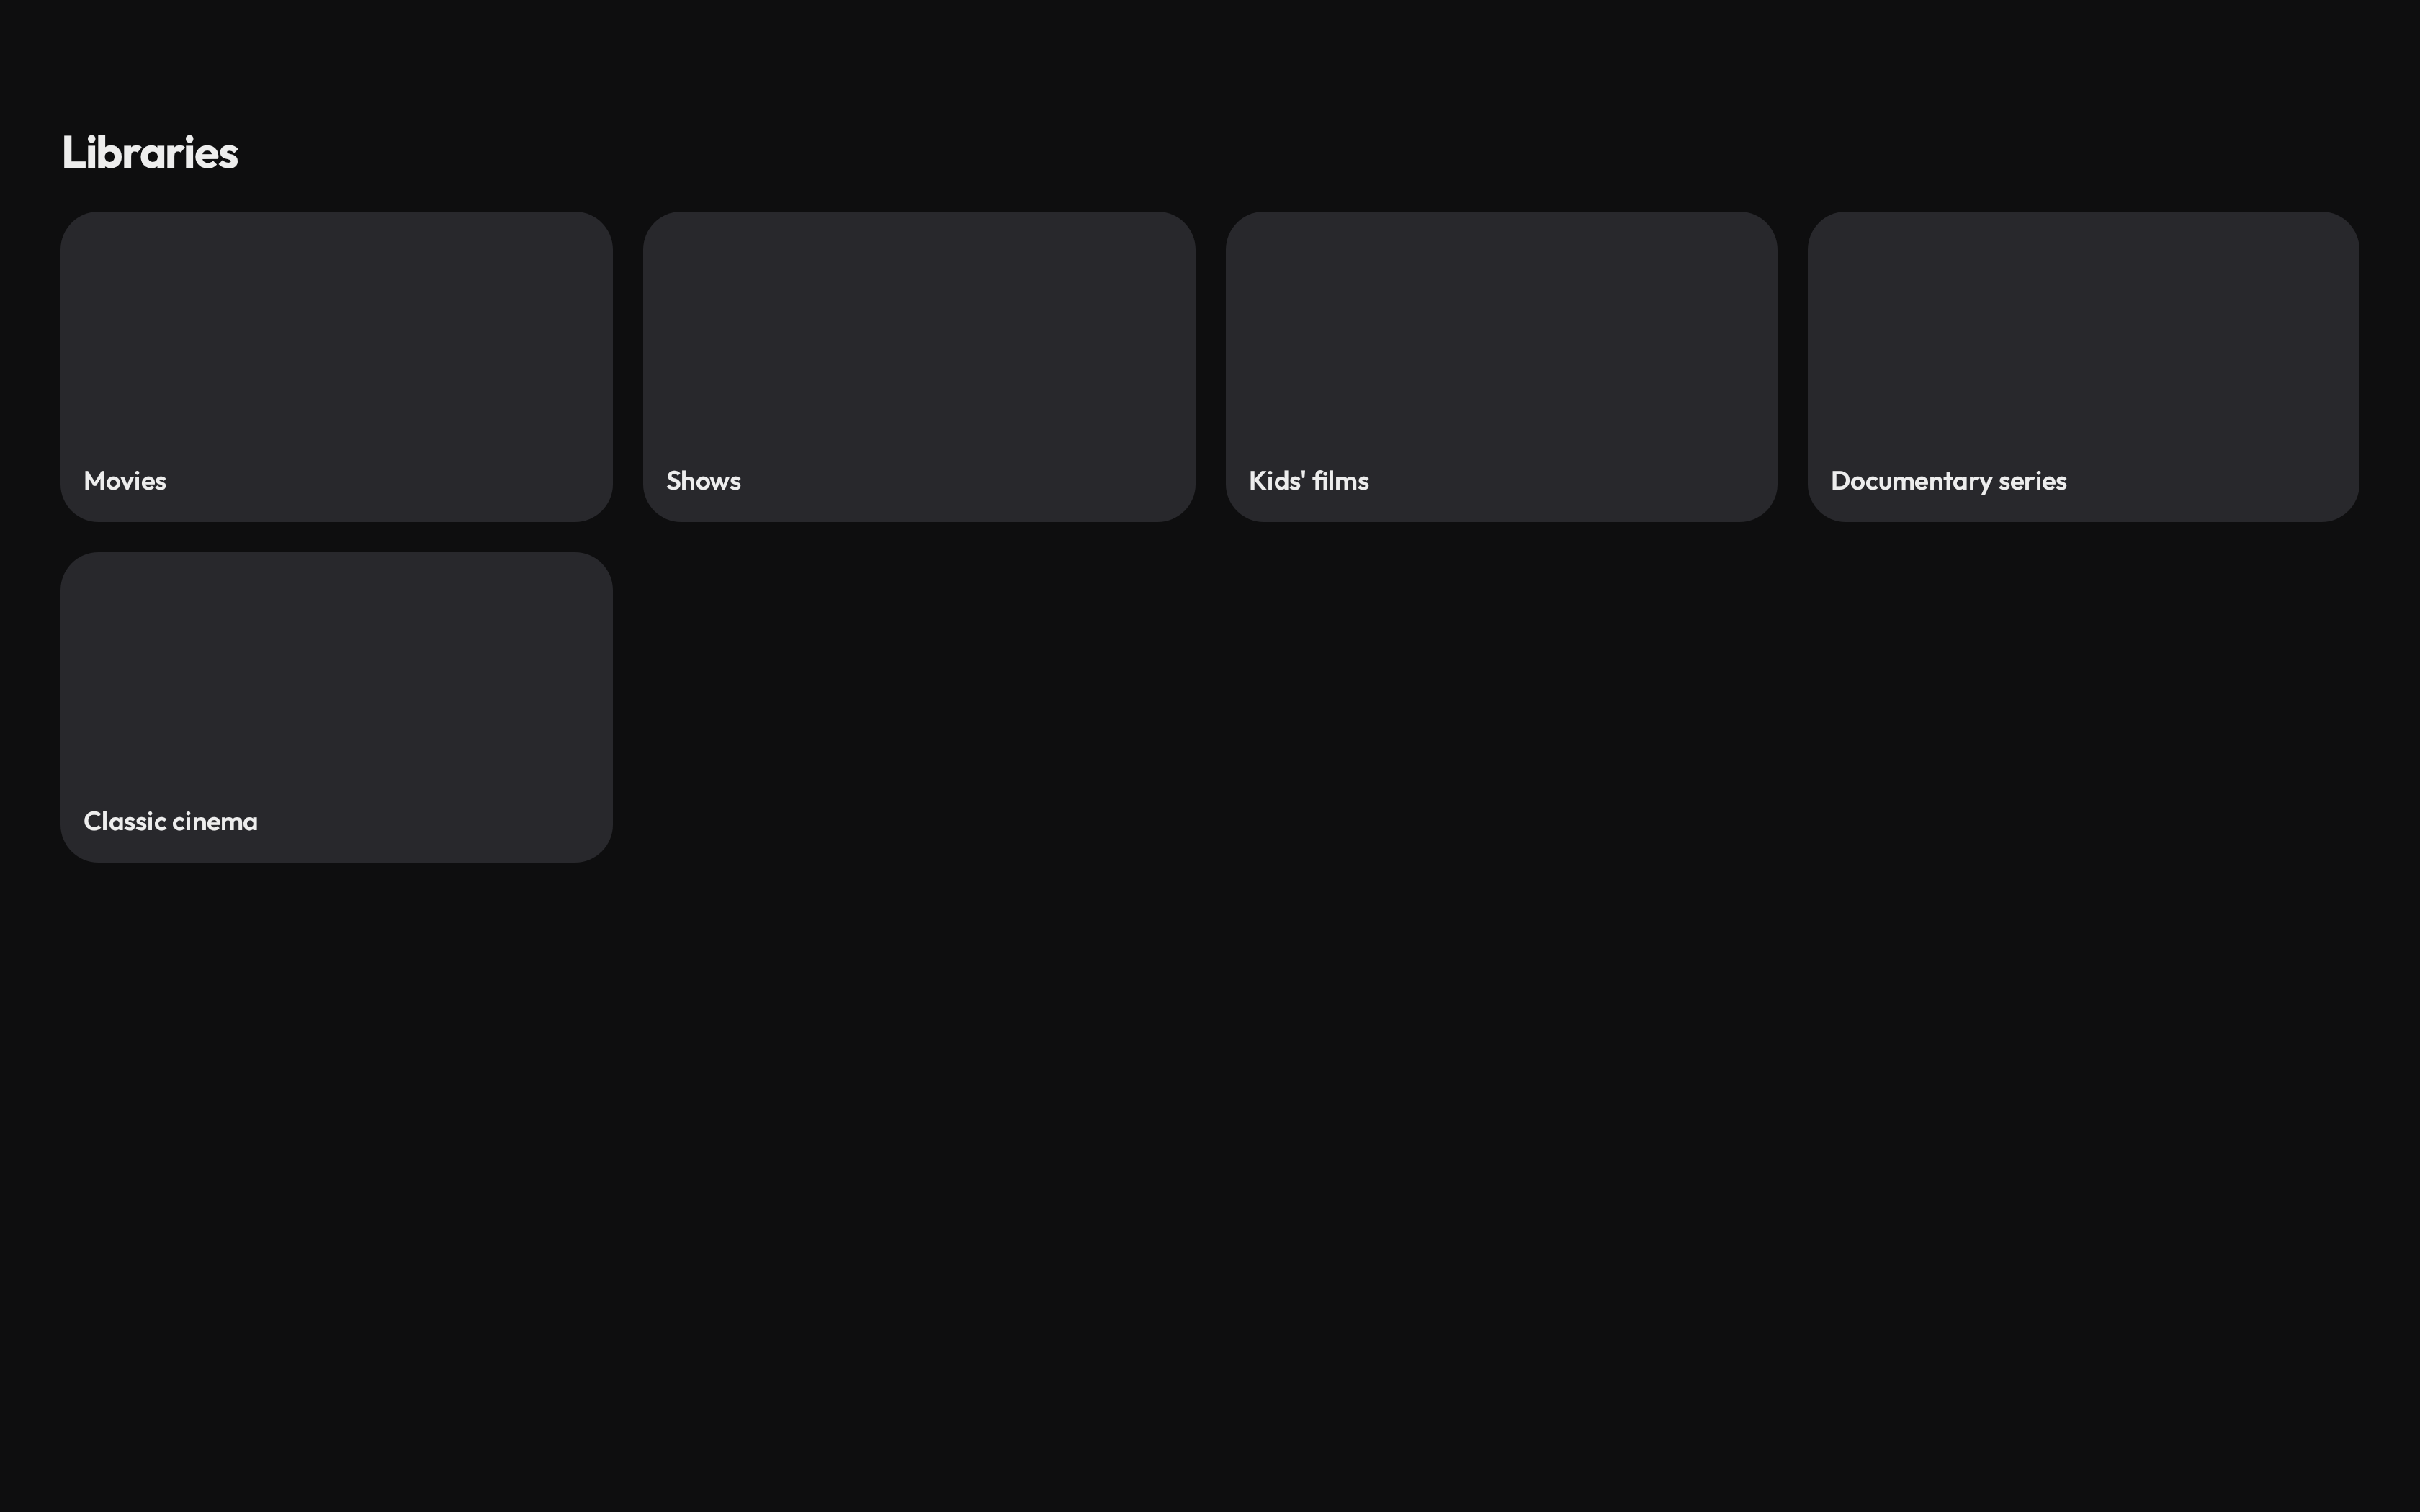 Libraries
Movies
Shows
Kids' films
Documentary series
Classic cinema